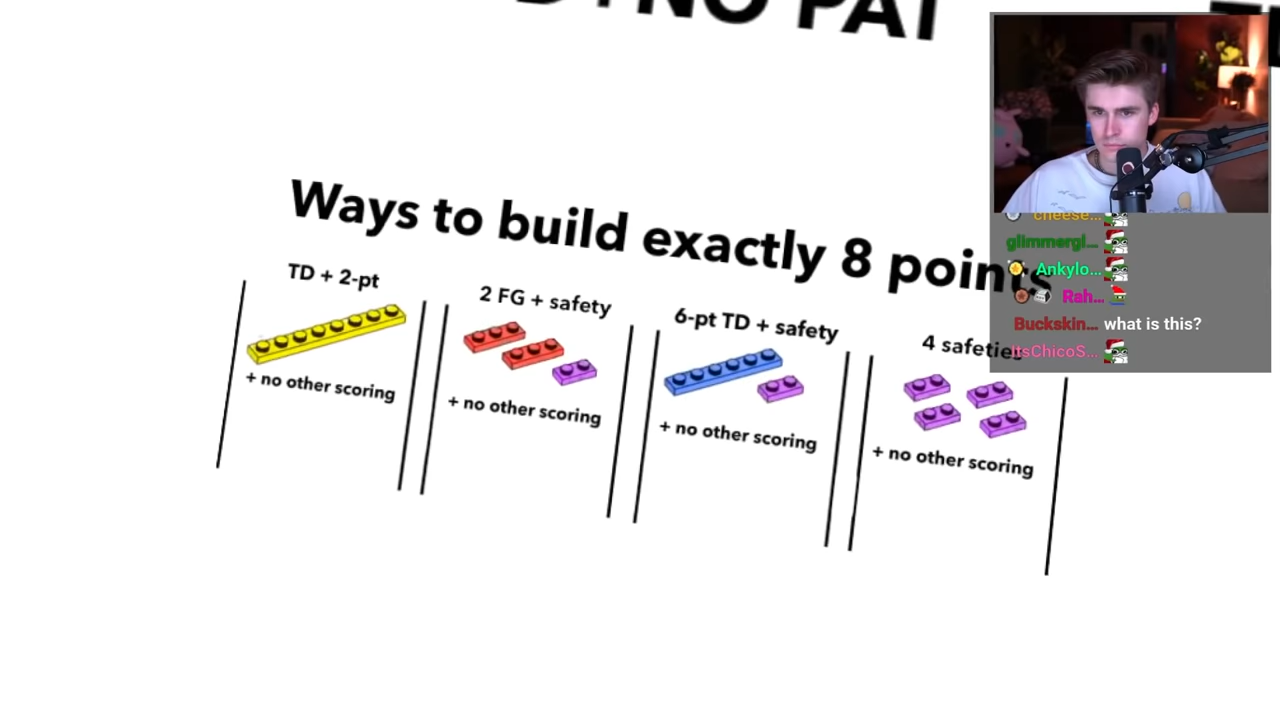 NO PAT
Ways to build exactly 8 points
TD + 2-pt
+ no other scoring
2 FG + safety
+ no other scoring
6-pt TD + safety
+ no other scoring
4 safeties
+ no other scoring
cheese...
glimmergl...
Ankylo...
Rah...
Buckskin... what is this?
ItsChicoS...